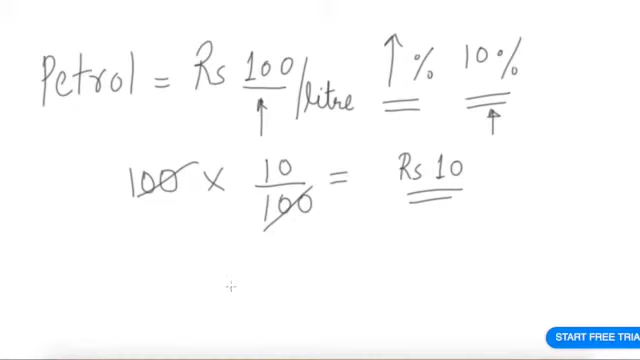 Petrol = Rs 100/litre ↑% 10%
100 × 10/100 = Rs 10
START FREE TRIA